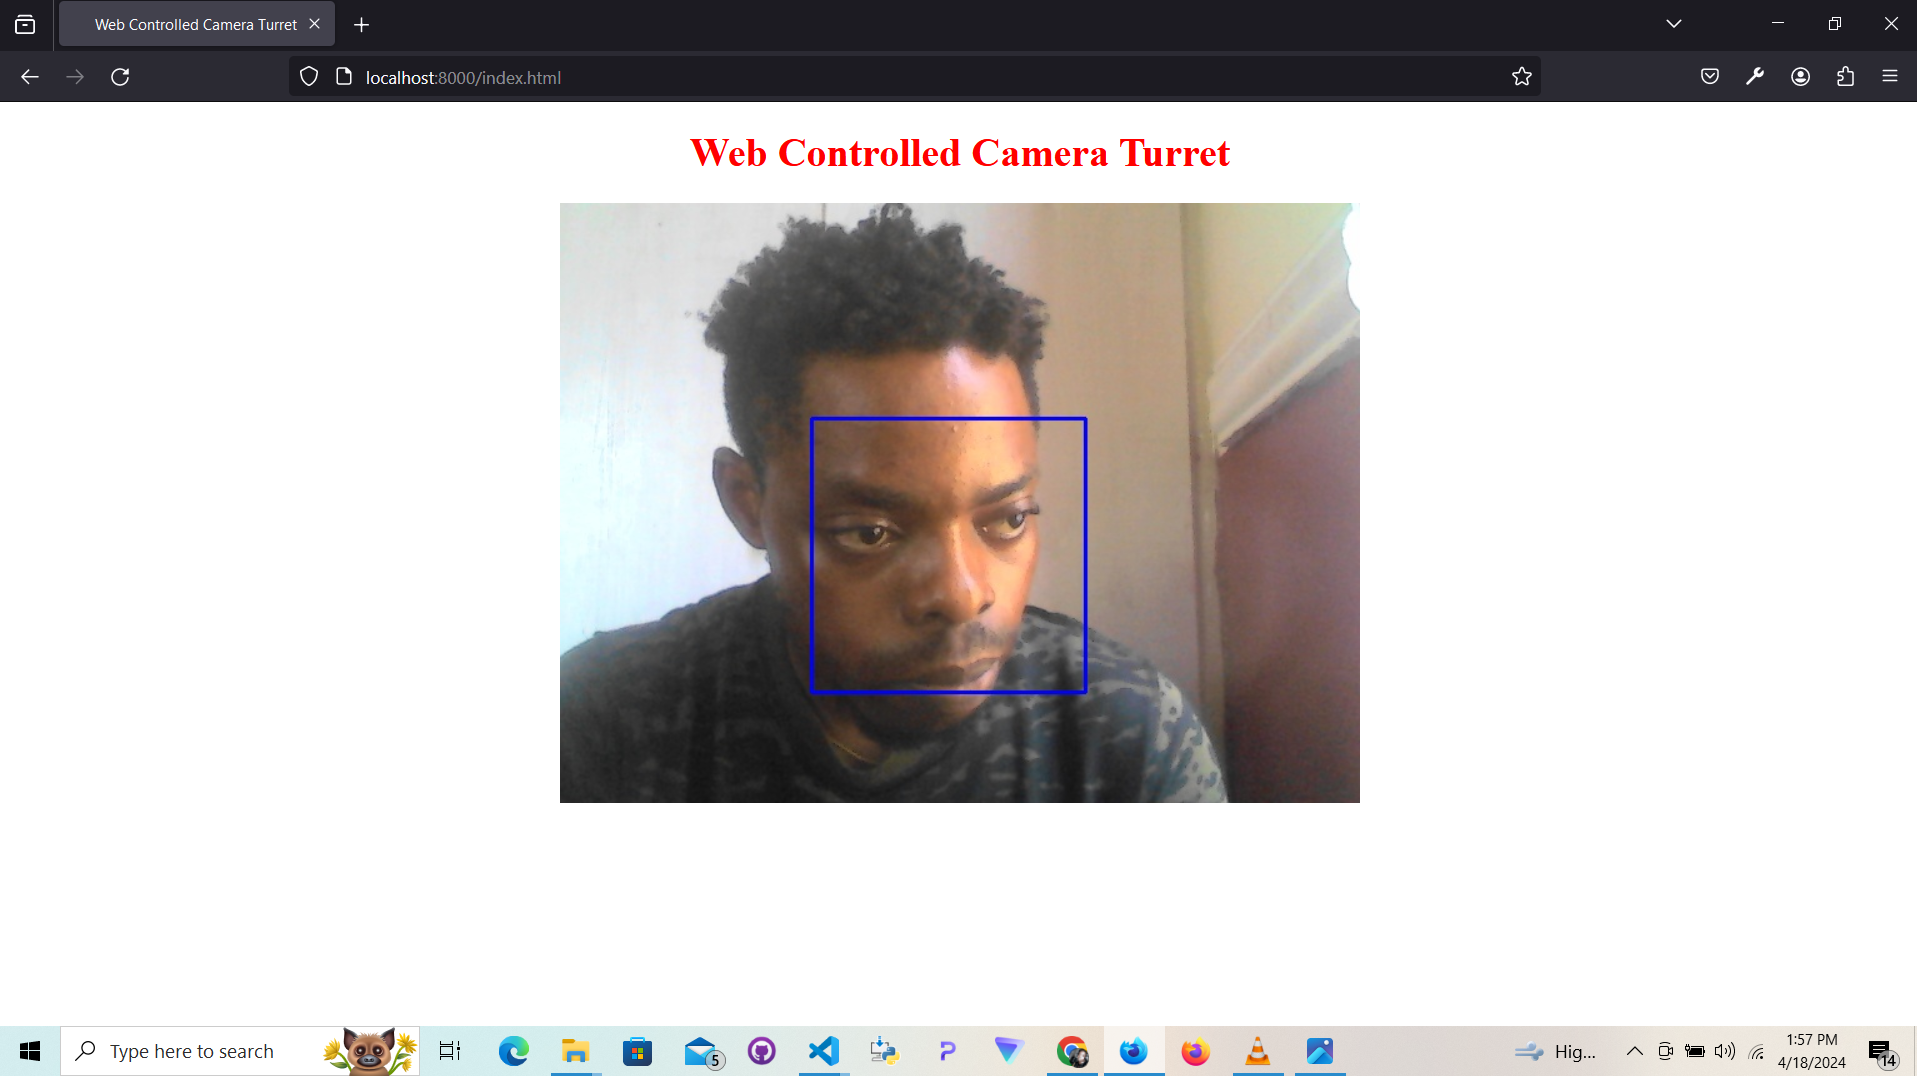 Web Controlled Camera Turret
localhost:8000/index.html
Web Controlled Camera Turret
Type here to search
5
Hig...
1:57 PM
4/18/2024
14